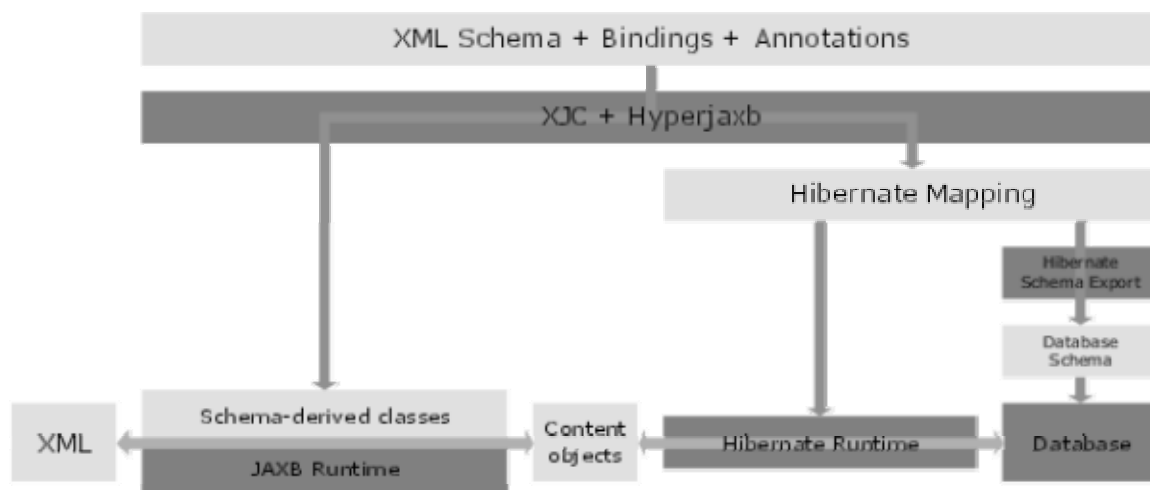 XML Schema + Bindings + Annotations
XJC + Hyperjaxb
Hibernate Mapping
Hibernate
Schema Export
Database
Schema
XML
Schema-derived classes
JAXB Runtime
Content
objects
Hibernate Runtime
Database